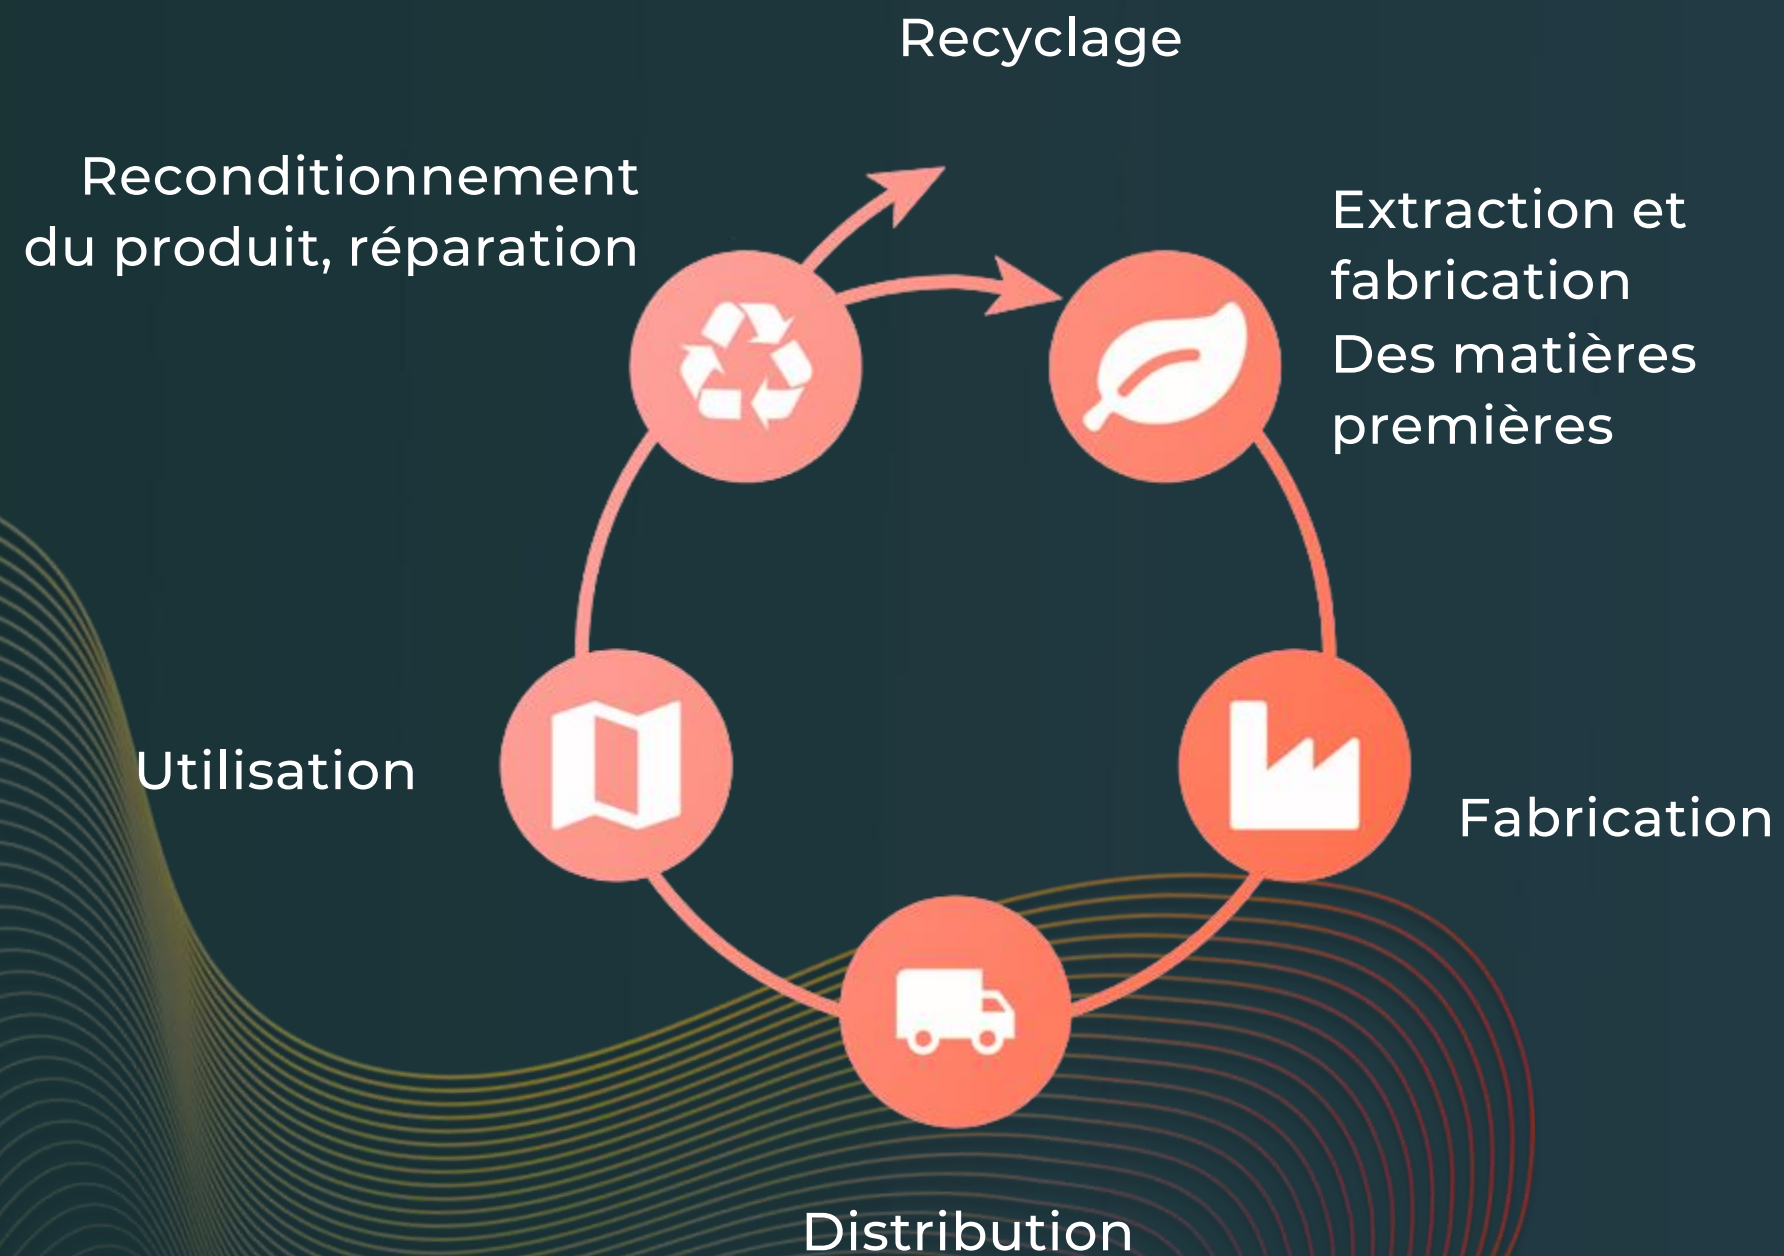 Recyclage
Reconditionnement
du produit, réparation
Extraction et
fabrication
Des matières
premières
Utilisation
Fabrication
Distribution